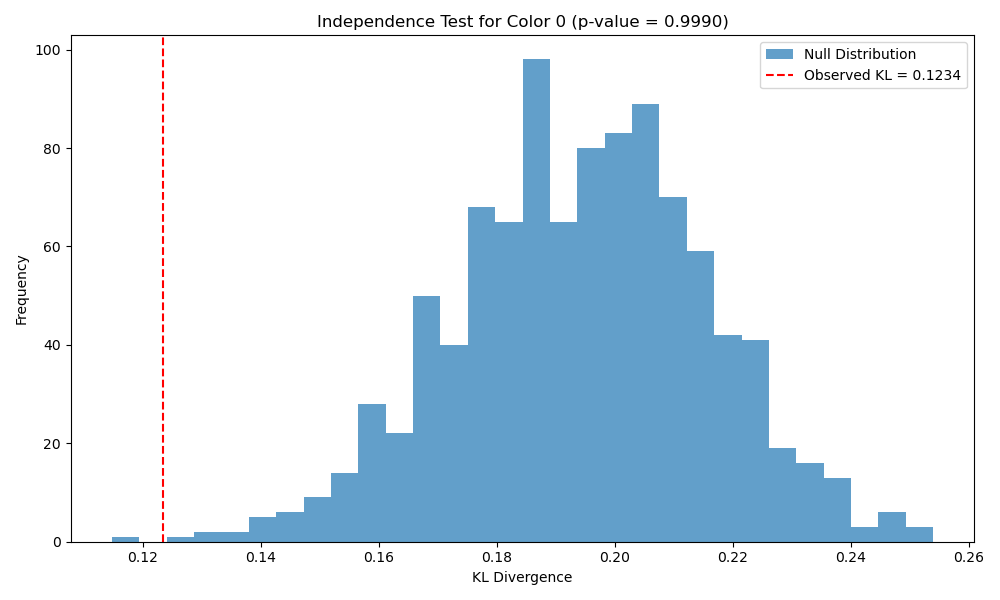 Independence Test for Color 0 (p-value = 0.9990)
Null Distribution
Observed KL = 0.1234
Frequency
100
80
60
40
20
0
0.12 0.14 0.16 0.18 0.20 0.22 0.24 0.26
KL Divergence